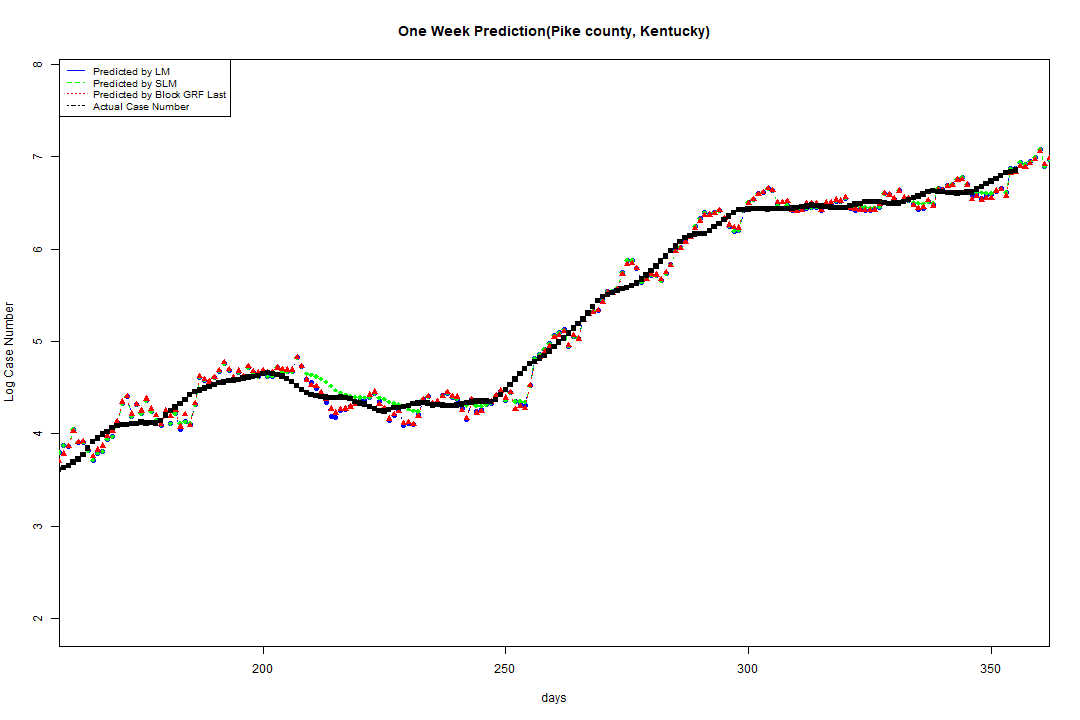 One Week Prediction(Pike county, Kentucky)
Predicted by LM
Predicted by SLM
Predicted by Block GRF Last
Actual Case Number
8
7
6
5
4
3
2
Log Case Number
200
250
300
350
days